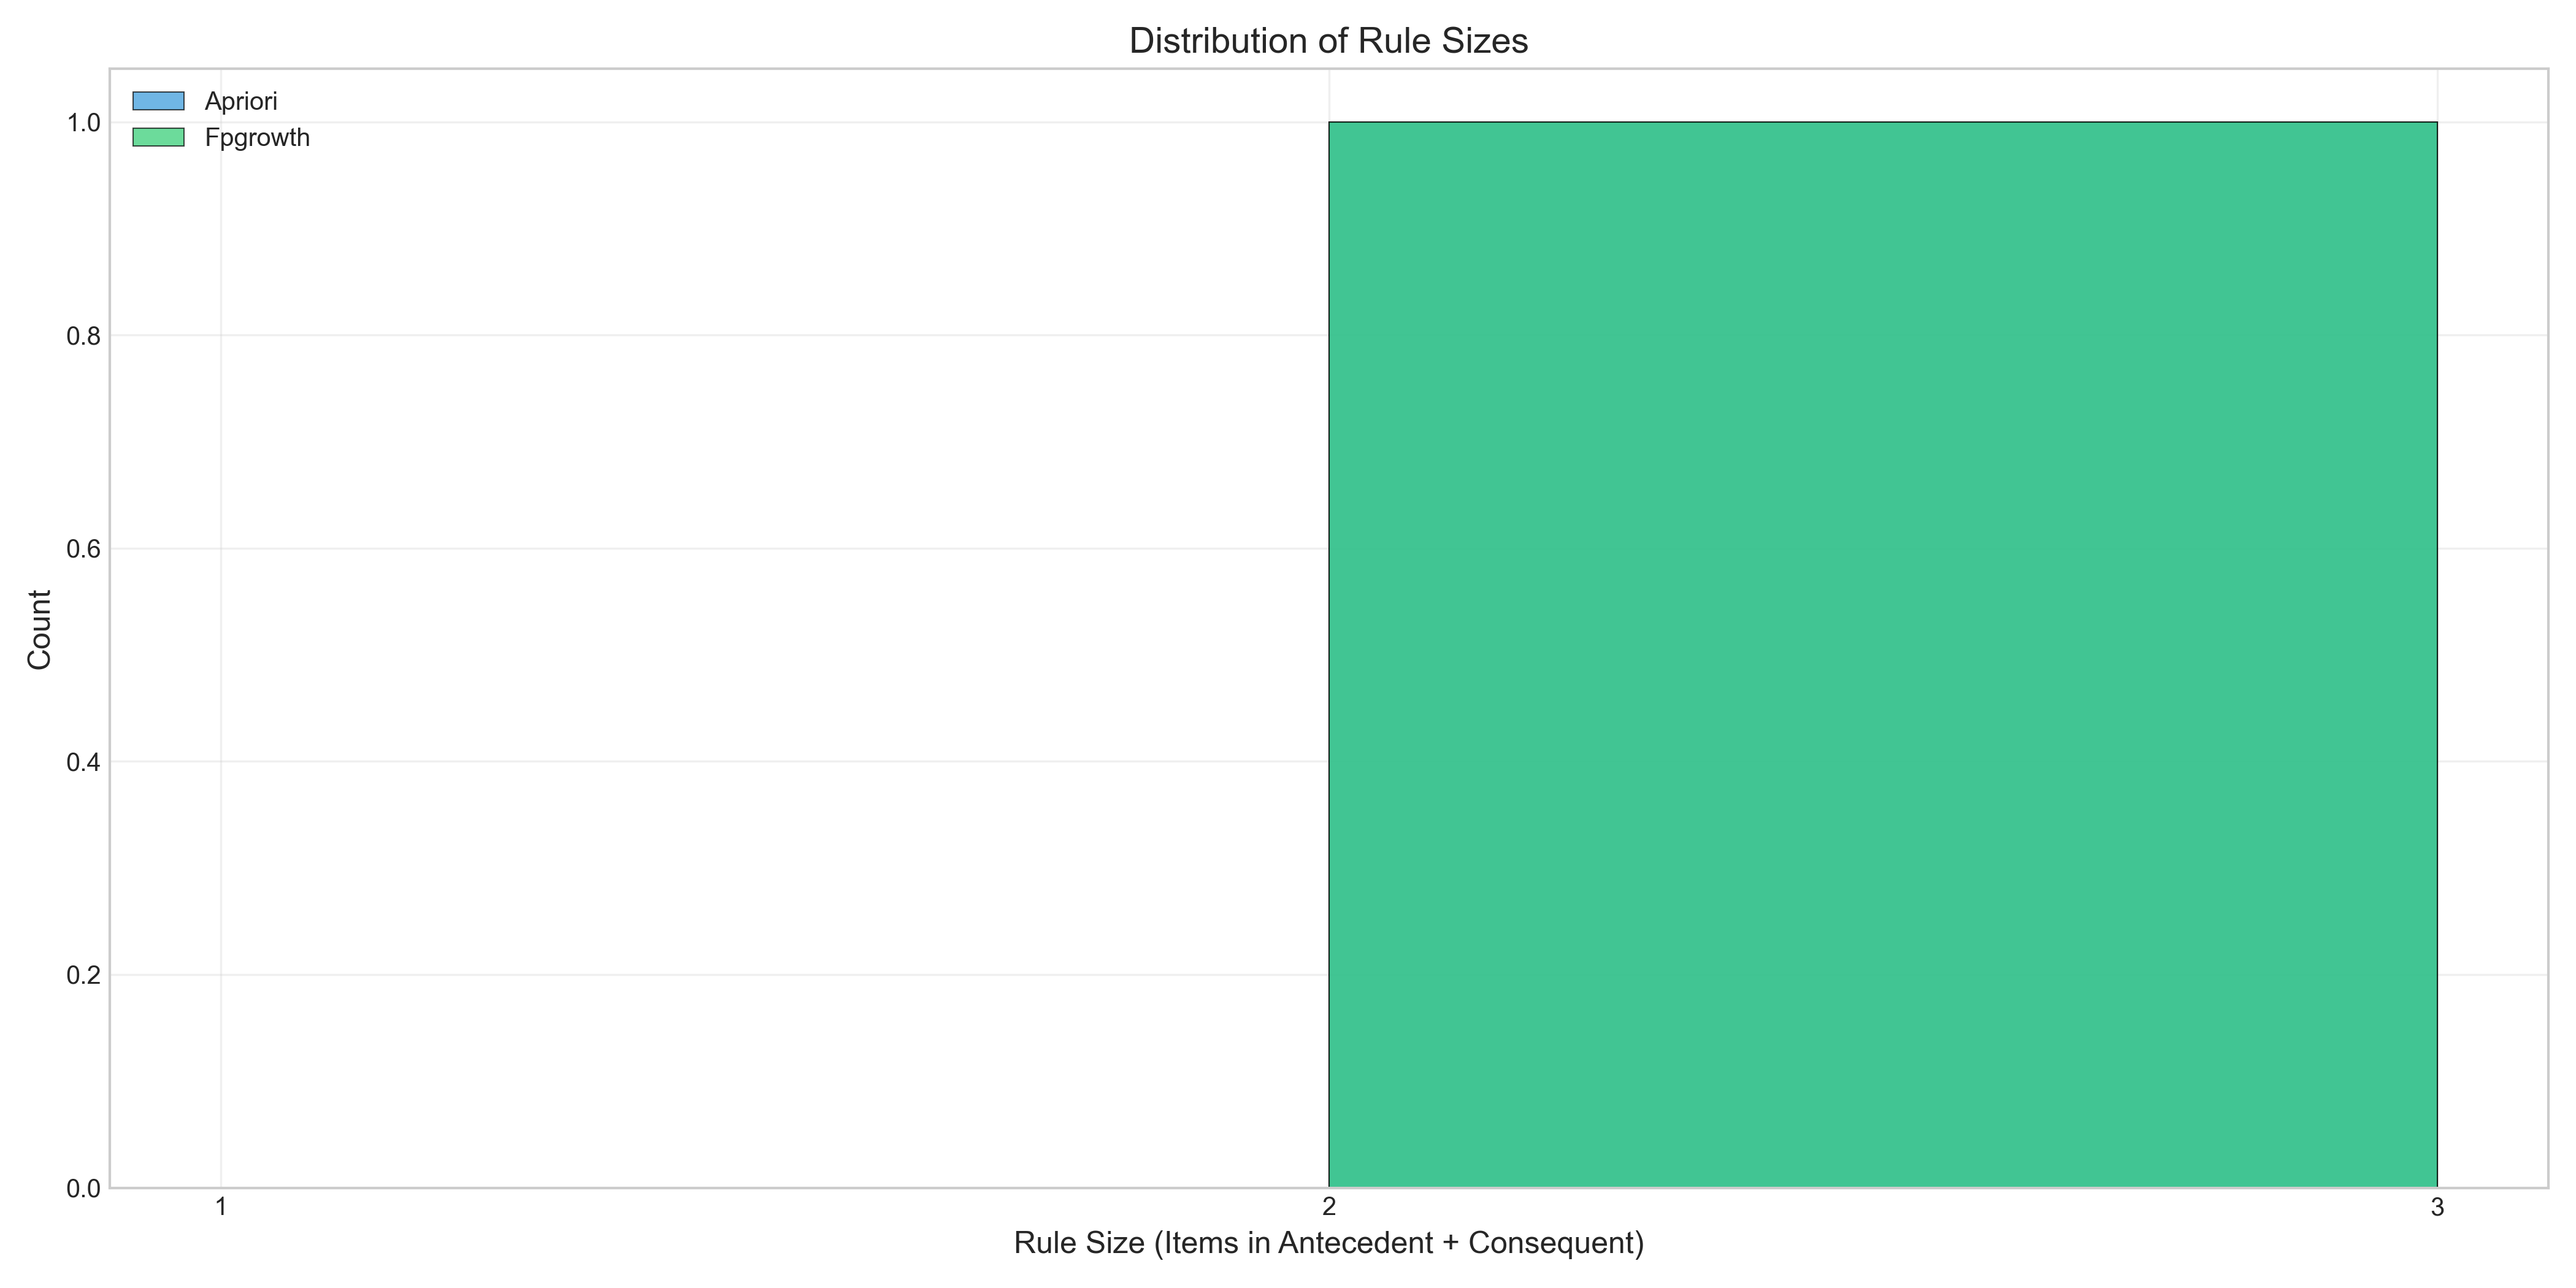 Distribution of Rule Sizes
Apriori
Fpgrowth
1.0
0.8
0.6
0.4
0.2
0.0
Count
1 2 3
Rule Size (Items in Antecedent + Consequent)